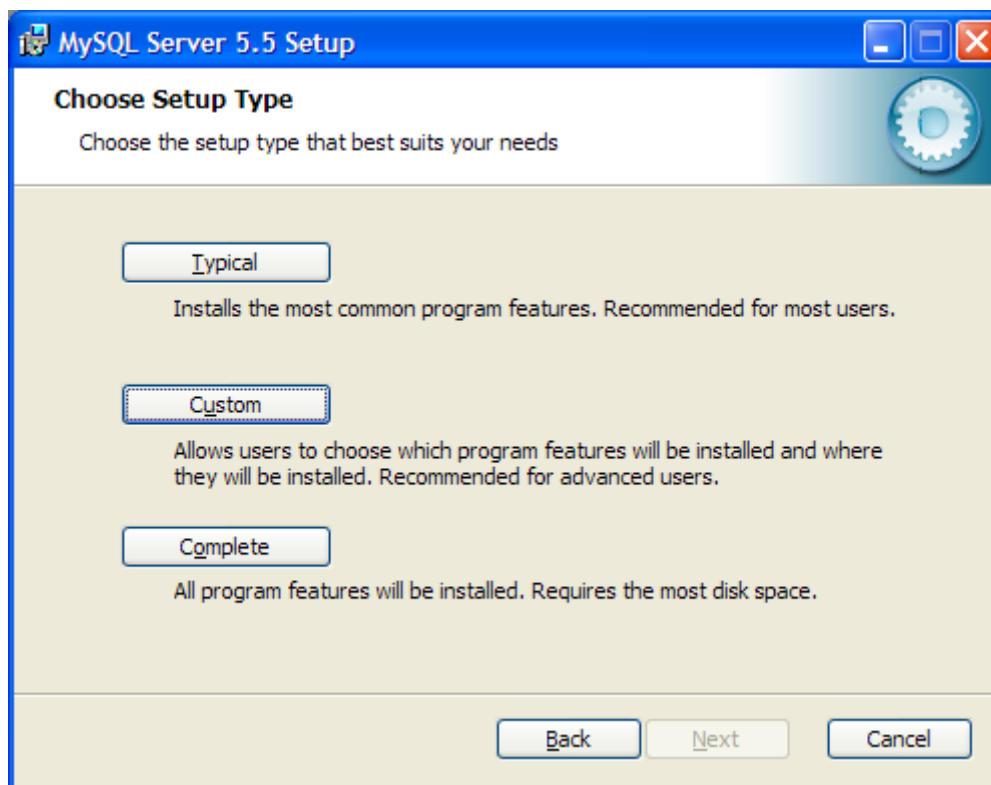 MySQL Server 5.5 Setup
Choose Setup Type
Choose the setup type that best suits your needs
Typical
Installs the most common program features. Recommended for most users.
Custom
Allows users to choose which program features will be installed and where
they will be installed. Recommended for advanced users.
Complete
All program features will be installed. Requires the most disk space.
Back Next Cancel